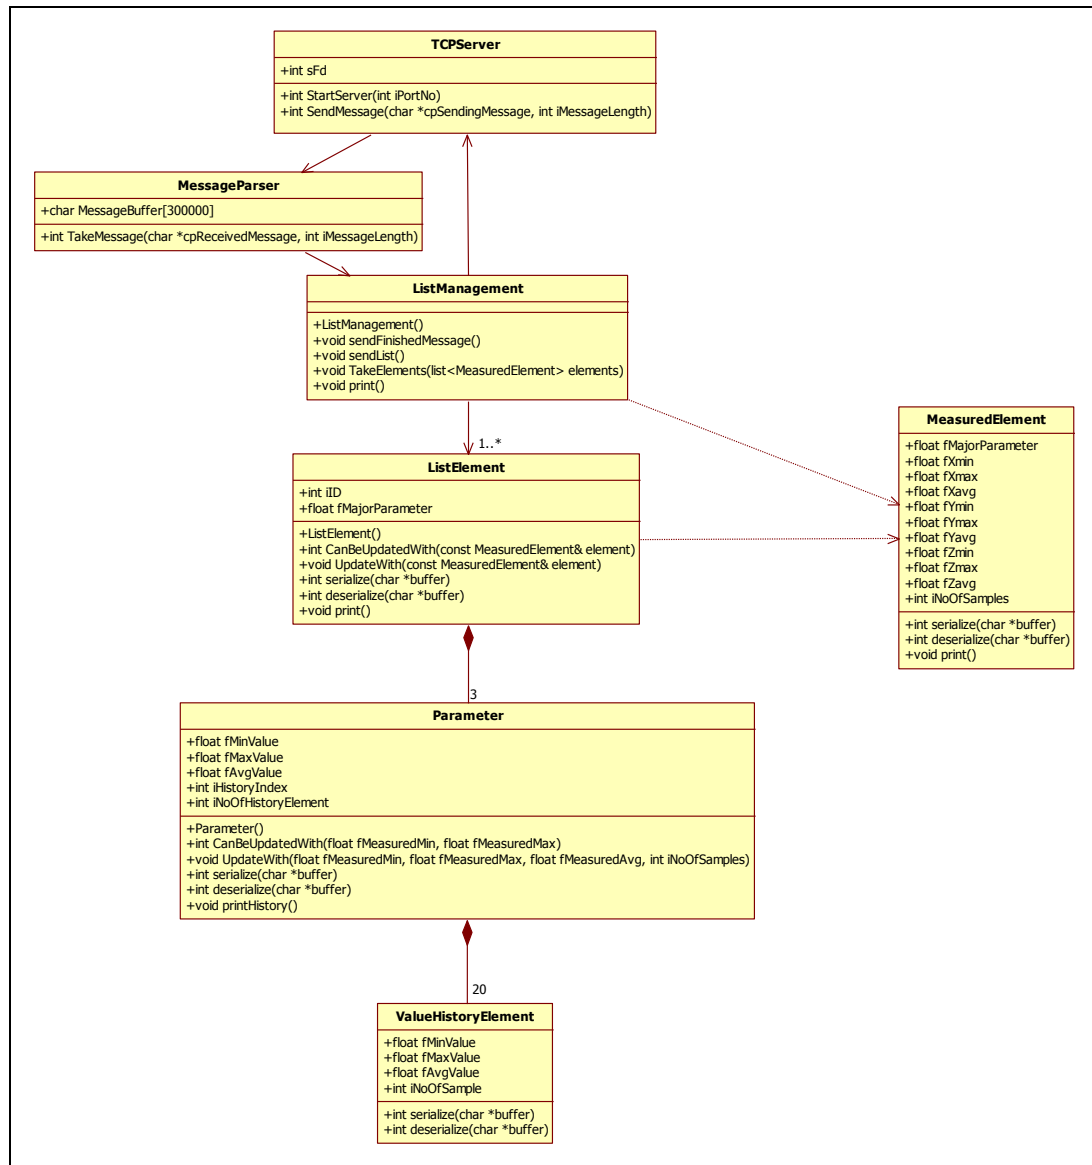 TCPServer
+int sFd
+int StartServer(int iPortNo)
+int SendMessage(char *cpSendingMessage, int iMessageLength)
MessageParser
+char MessageBuffer[300000]
+int TakeMessage(char *cpReceivedMessage, int iMessageLength)
ListManagement
+ListManagement()
+void sendFinishedMessage()
+void sendList()
+void TakeElements(list<MeasuredElement> elements)
+void print()
1..*
ListElement
+int iID
+float fMajorParameter
+ListElement()
+int CanBeUpdatedWith(const MeasuredElement& element)
+void UpdateWith(const MeasuredElement& element)
+int serialize(char *buffer)
+int deserialize(char *buffer)
+void print()
MeasuredElement
+float fMajorParameter
+float fXmin
+float fXmax
+float fXavg
+float fYmin
+float fYmax
+float fYavg
+float fZmin
+float fZmax
+float fZavg
+int iNoOfSamples
+int serialize(char *buffer)
+int deserialize(char *buffer)
+void print()
3
Parameter
+float fMinValue
+float fMaxValue
+float fAvgValue
+int iHistoryIndex
+int iNoOfHistoryElement
+Parameter()
+int CanBeUpdatedWith(float fMeasuredMin, float fMeasuredMax)
+void UpdateWith(float fMeasuredMin, float fMeasuredMax, float fMeasuredAvg, int iNoOfSamples)
+int serialize(char *buffer)
+int deserialize(char *buffer)
+void printHistory()
20
ValueHistoryElement
+float fMinValue
+float fMaxValue
+float fAvgValue
+int iNoOfSample
+int serialize(char *buffer)
+int deserialize(char *buffer)